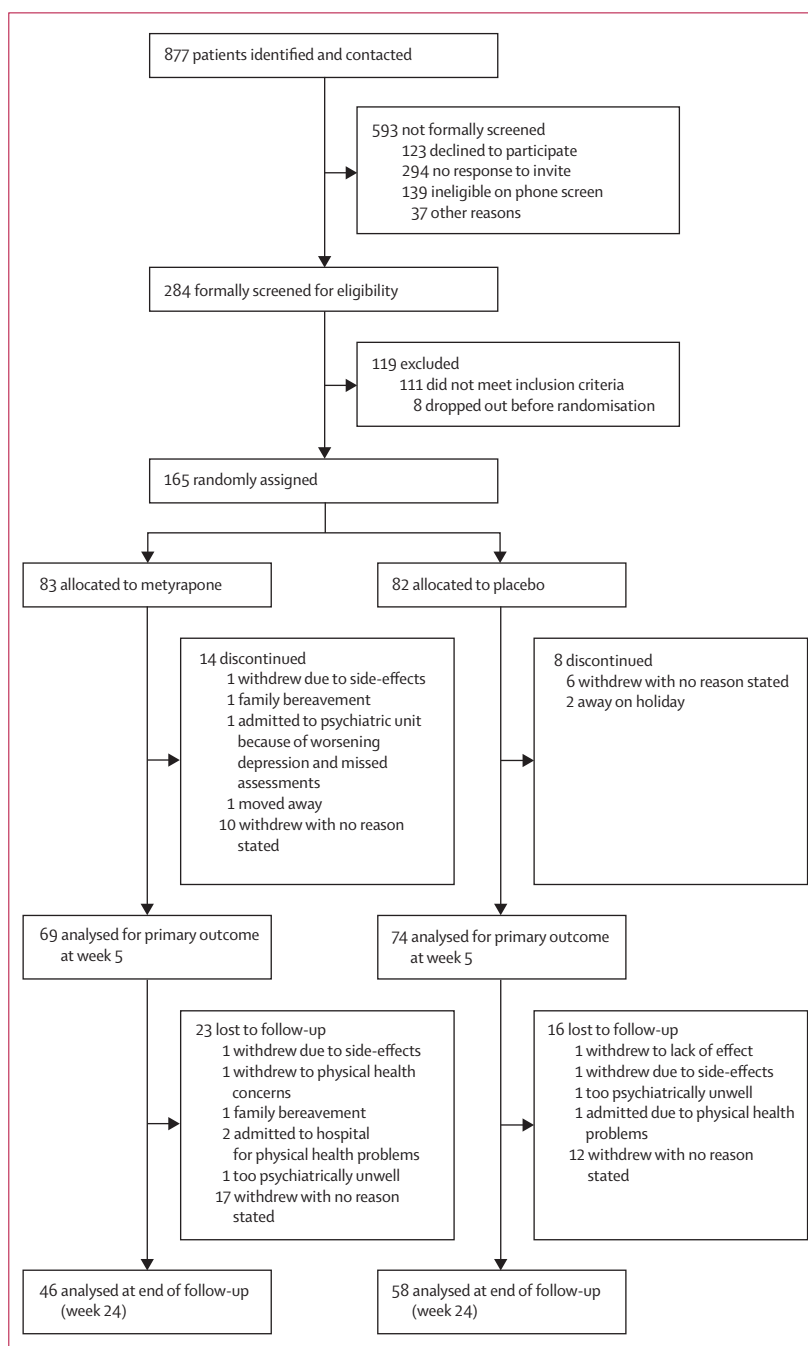 877 patients identified and contacted
593 not formally screened
123 declined to participate
294 no response to invite
139 ineligible on phone screen
37 other reasons
284 formally screened for eligibility
119 excluded
111 did not meet inclusion criteria
8 dropped out before randomisation
165 randomly assigned
83 allocated to metyrapone
82 allocated to placebo
14 discontinued
1 withdrew due to side-effects
1 family bereavement
1 admitted to psychiatric unit
because of worsening
depression and missed
assessments
1 moved away
10 withdrew with no reason
stated
8 discontinued
6 withdrew with no reason stated
2 away on holiday
69 analysed for primary outcome
at week 5
74 analysed for primary outcome
at week 5
23 lost to follow-up
1 withdrew due to side-effects
1 withdrew to physical health
concerns
1 family bereavement
2 admitted to hospital
for physical health problems
1 too psychiatrically unwell
17 withdrew with no reason
stated
16 lost to follow-up
1 withdrew to lack of effect
1 withdrew due to side-effects
1 too psychiatrically unwell
1 admitted due to physical health
problems
12 withdrew with no reason
stated
46 analysed at end of follow-up
(week 24)
58 analysed at end of follow-up
(week 24)